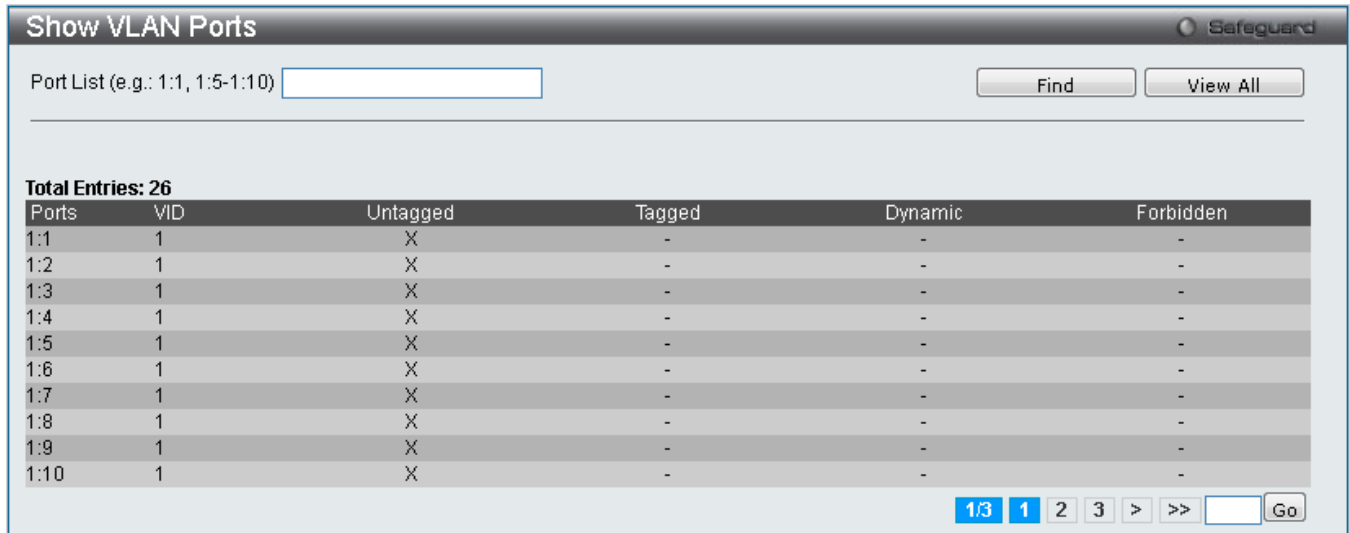 Show VLAN Ports Safeguard
Port List (e.g.: 1:1, 1:5-1:10) Find View All
Total Entries: 26
Ports VID Untagged Tagged Dynamic Forbidden
1:1 1 X - - -
1:2 1 X - - -
1:3 1 X - - -
1:4 1 X - - -
1:5 1 X - - -
1:6 1 X - - -
1:7 1 X - - -
1:8 1 X - - -
1:9 1 X - - -
1:10 1 X - - -
1/3 1 2 3 > >> Go